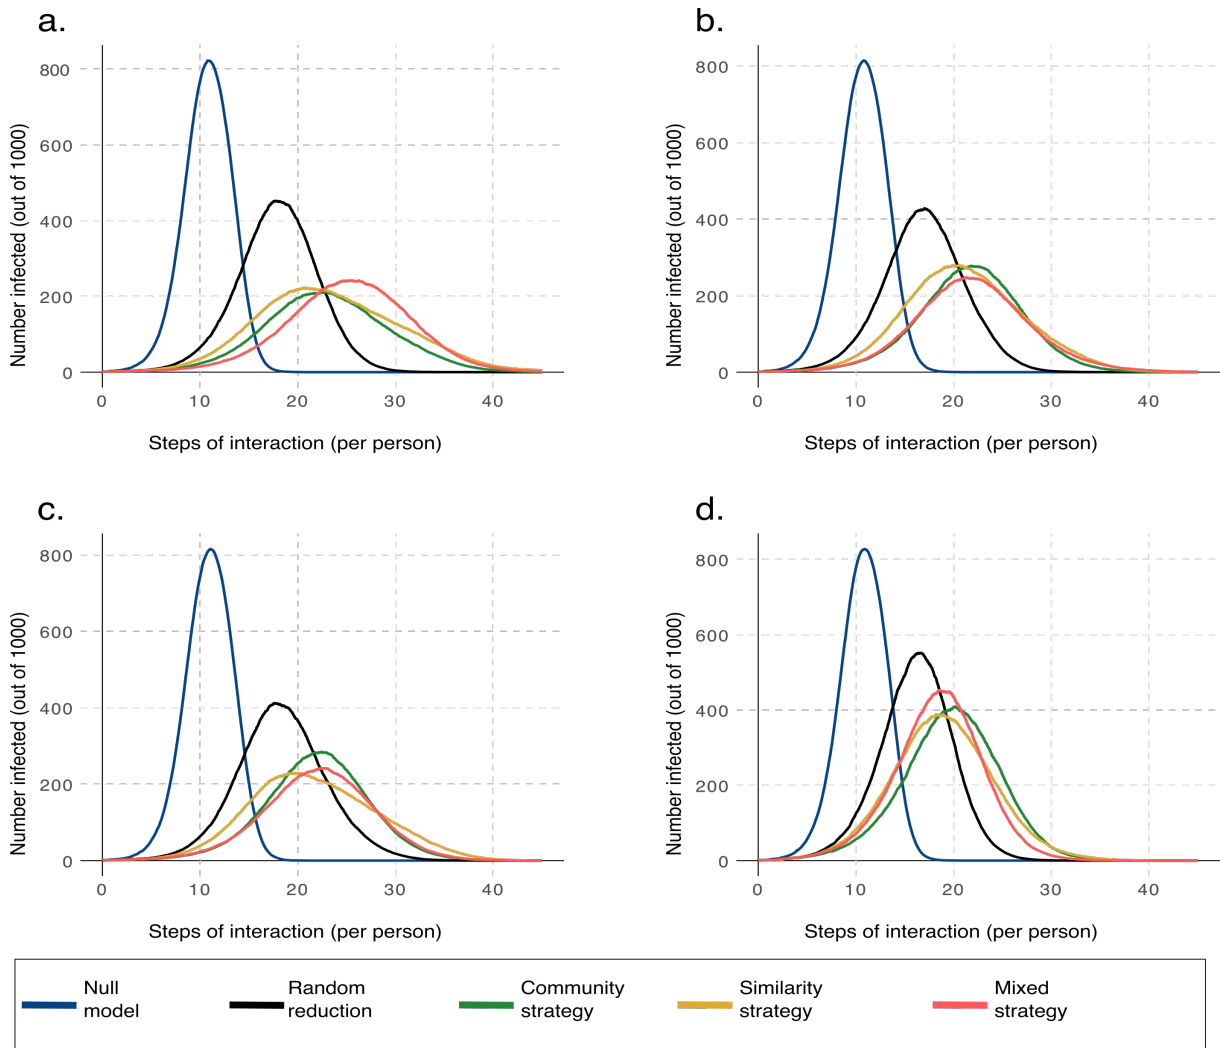 a.
Number infected (out of 1000)
800
600
400
200
0
0 10 20 30 40
Steps of interaction (per person)
b.
Number infected (out of 1000)
800
600
400
200
0
0 10 20 30 40
Steps of interaction (per person)
c.
Number infected (out of 1000)
800
600
400
200
0
0 10 20 30 40
Steps of interaction (per person)
d.
Number infected (out of 1000)
800
600
400
200
0
0 10 20 30 40
Steps of interaction (per person)
Null
model
Random
reduction
Community
strategy
Similarity
strategy
Mixed
strategy